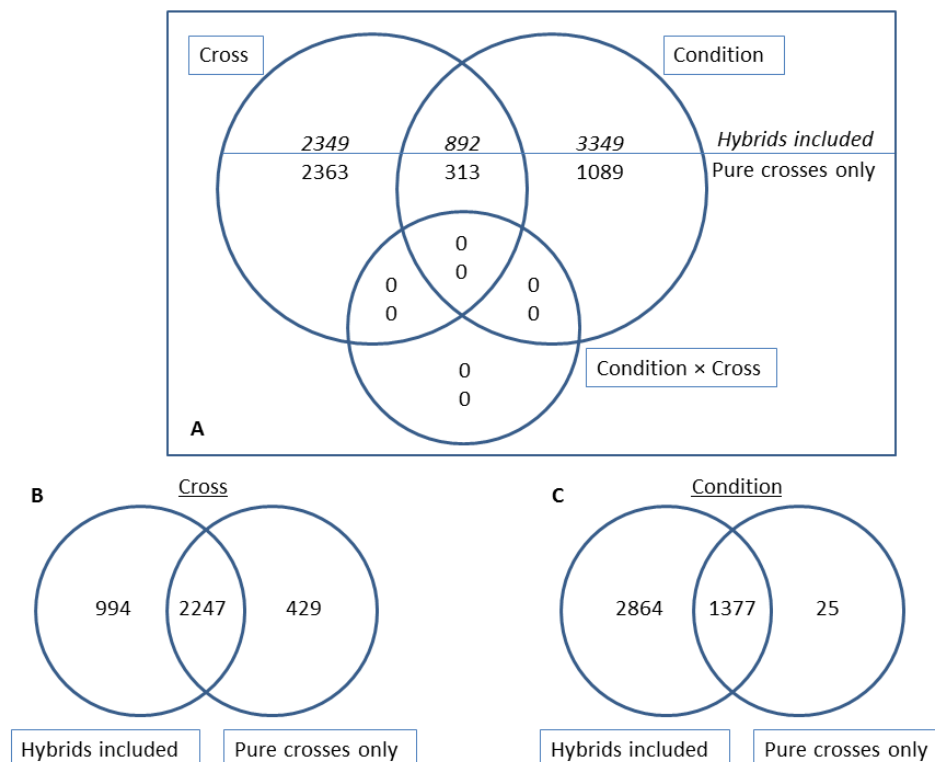 Cross
Condition
2349 892 3349 Hybrids included
2363 313 1089 Pure crosses only
0
0
0 0
0 0
Condition × Cross
0
0
A
B Cross
C Condition
994 2247 429
2864 1377 25
Hybrids included Pure crosses only
Hybrids included Pure crosses only